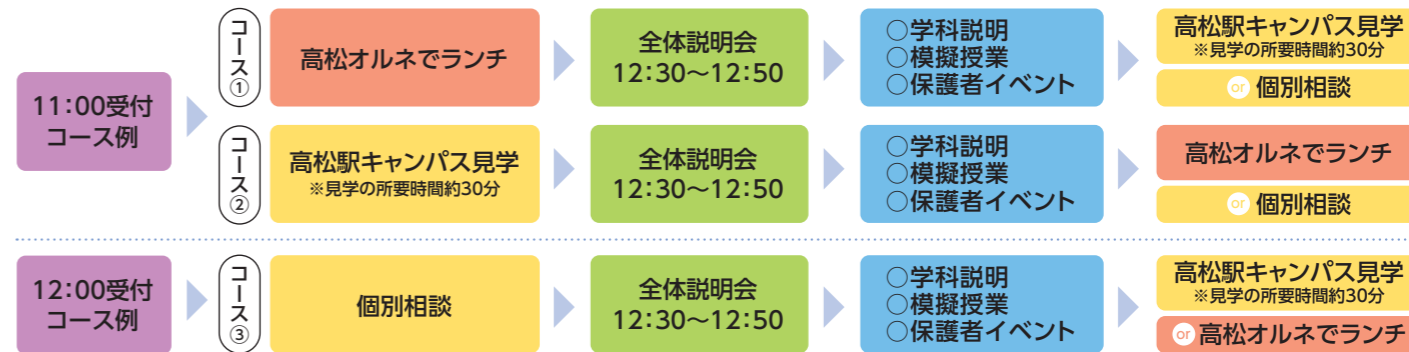 11：00受付
コース例
コース①
高松オルネでランチ
全体説明会
12：30～12：50
○学科説明
○模擬授業
○保護者イベント
高松駅キャンパス見学
※見学の所要時間約30分
or 個別相談
コース②
高松駅キャンパス見学
※見学の所要時間約30分
全体説明会
12：30～12：50
○学科説明
○模擬授業
○保護者イベント
高松オルネでランチ
or 個別相談
12：00受付
コース例
コース③
個別相談
全体説明会
12：30～12：50
○学科説明
○模擬授業
○保護者イベント
高松駅キャンパス見学
※見学の所要時間約30分
or 高松オルネでランチ